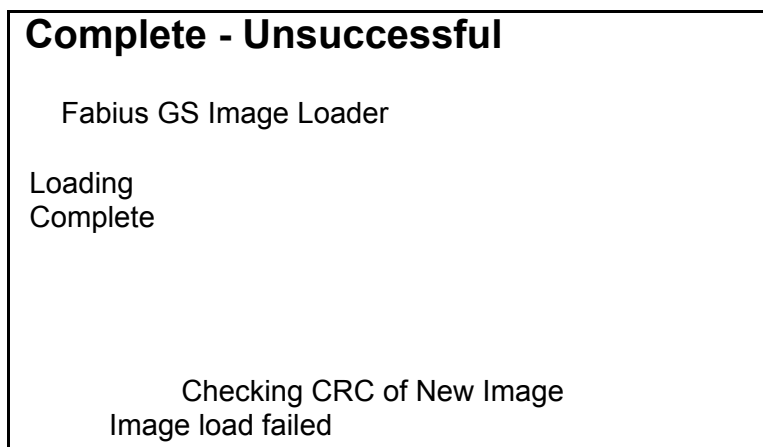 Complete - Unsuccessful
Fabius GS Image Loader
Loading
Complete
Checking CRC of New Image
Image load failed